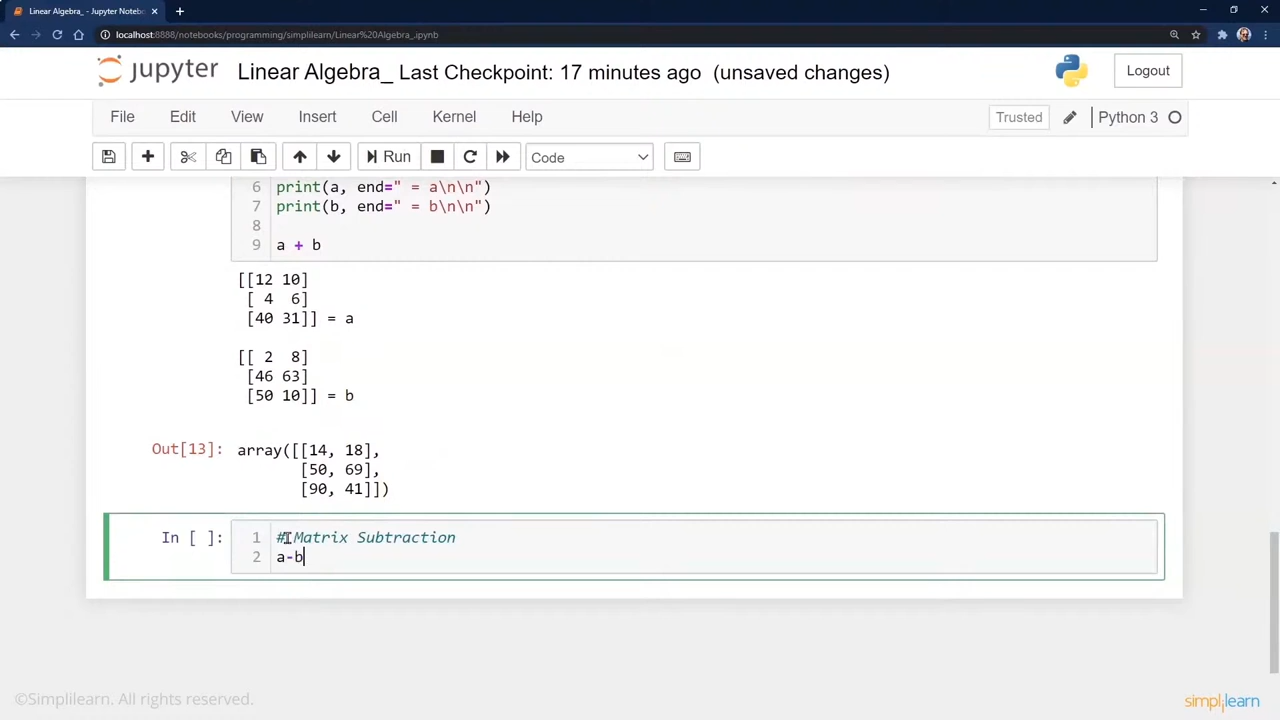 Linear Algebra_ - Jupyter Notebo
localhost:8888/notebooks/programming/simplilearn/Linear%20Algebra_.ipynb
jupyter Linear Algebra_ Last Checkpoint: 17 minutes ago (unsaved changes) Logout
File Edit View Insert Cell Kernel Help Trusted Python 3
Run Code
6 print(a, end=" = a\n\n")
7 print(b, end=" = b\n\n")
8
9 a + b
[[12 10]
[ 4 6]
[40 31]] = a
[[ 2 8]
[46 63]
[50 10]] = b
Out[13]: array([[14, 18],
[50, 69],
[90, 41]])
In [ ]: 1 # Matrix Subtraction
2 a-b
©Simplilearn. All rights reserved. simplilearn